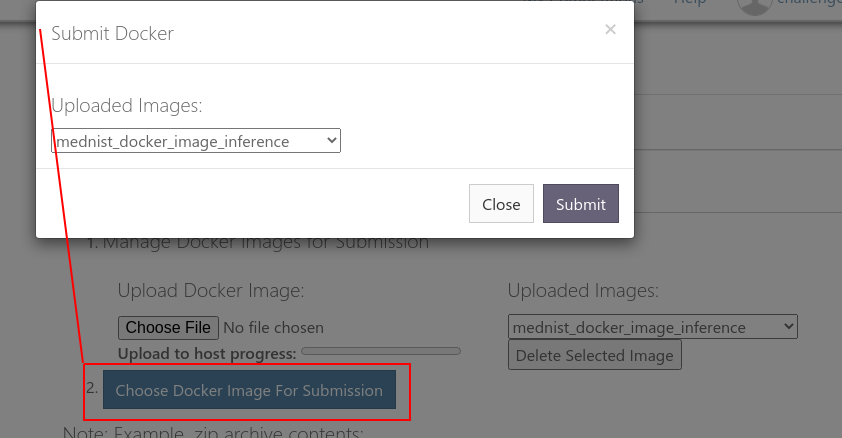 Help
challenge
Submit Docker
×
Uploaded Images:
mednist_docker_image_inference
Close
Submit
1. Manage Docker Images for Submission
Upload Docker Image:
Uploaded Images:
Choose File No file chosen
mednist_docker_image_inference
Upload to host progress:
Delete Selected Image
2. Choose Docker Image For Submission
Note: Example .zip archive contents: